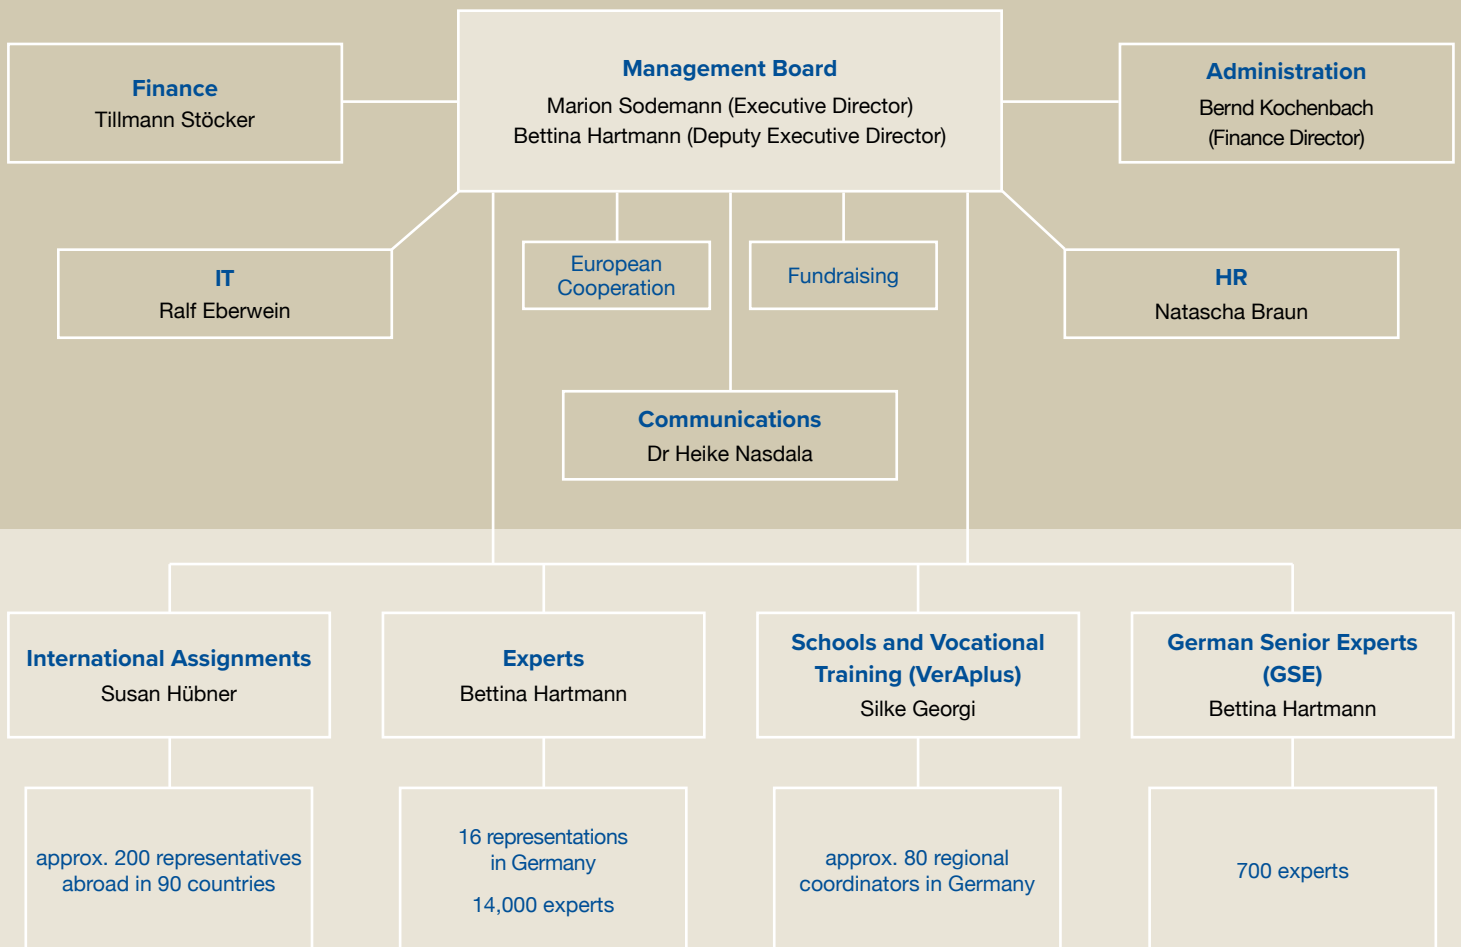 Management Board
Marion Sodemann (Executive Director)
Bettina Hartmann (Deputy Executive Director)
Finance
Tillmann Stöcker
Administration
Bernd Kochenbach
(Finance Director)
IT
Ralf Eberwein
European
Cooperation
Fundraising
HR
Natascha Braun
Communications
Dr Heike Nasdala
International Assignments
Susan Hübner
Experts
Bettina Hartmann
Schools and Vocational
Training (VerAplus)
Silke Georgi
German Senior Experts
(GSE)
Bettina Hartmann
approx. 200 representatives
abroad in 90 countries
16 representations
in Germany
14,000 experts
approx. 80 regional
coordinators in Germany
700 experts